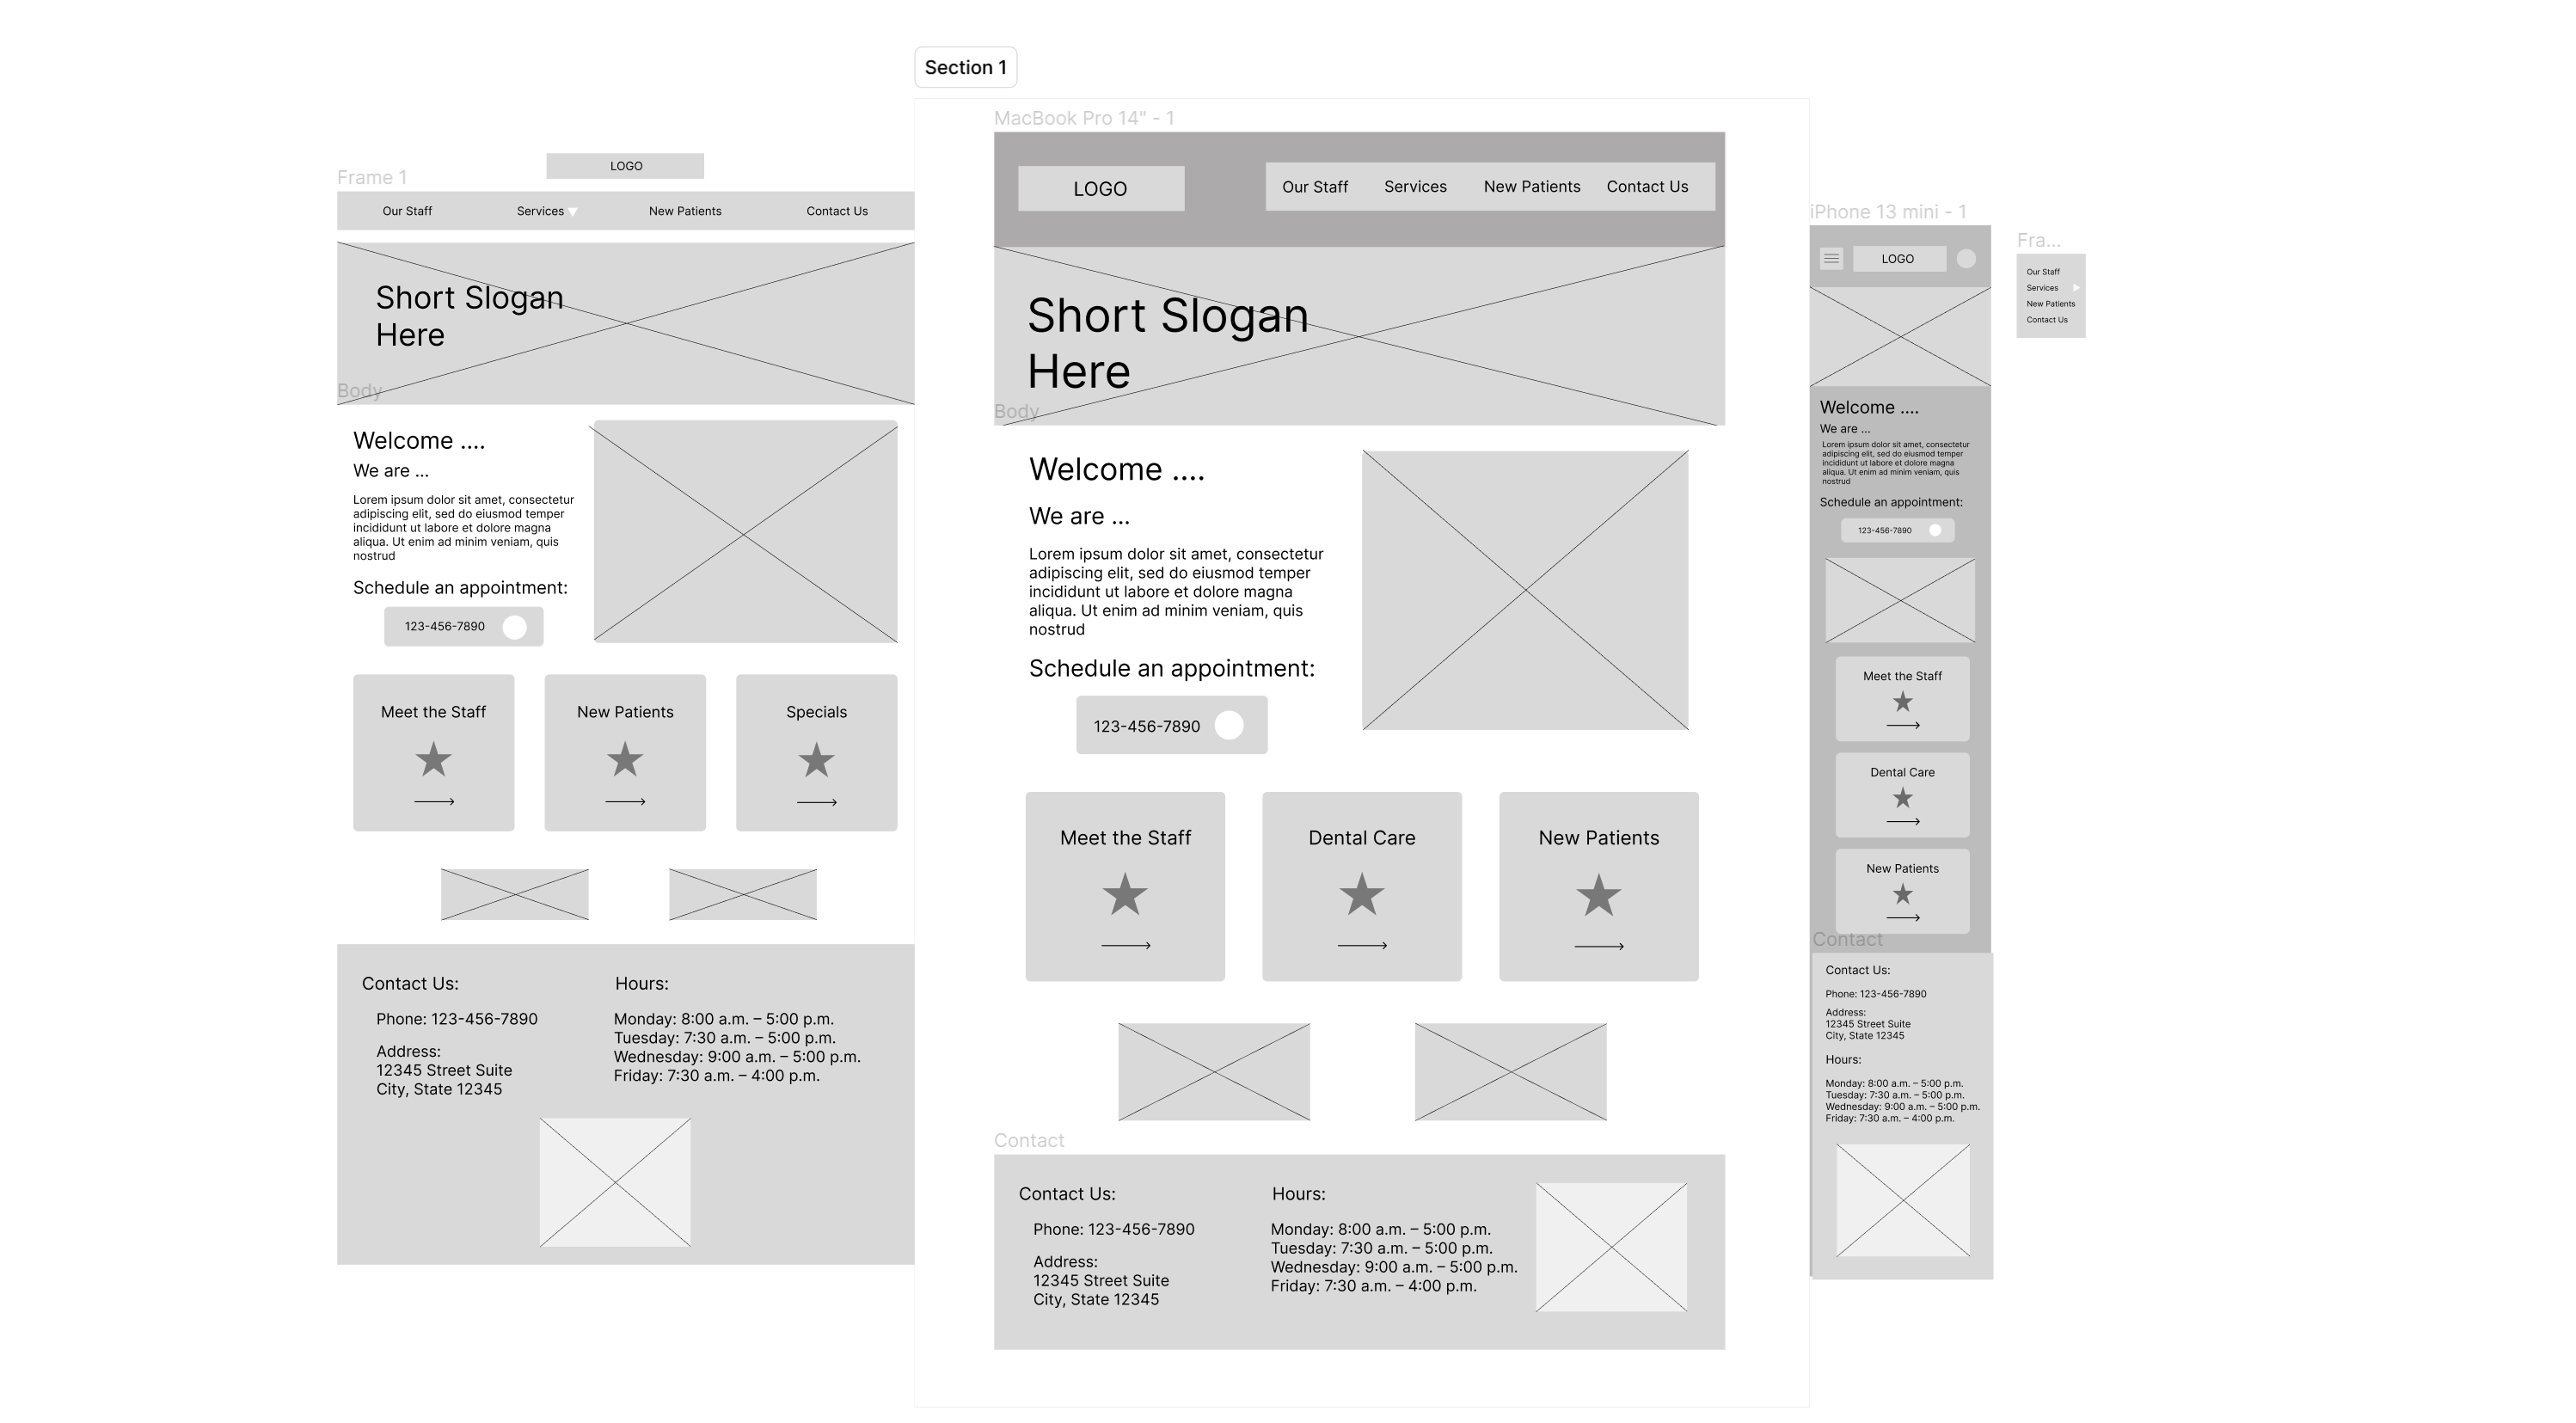 Section 1
Frame 1
LOGO
Our Staff
Services
New Patients
Contact Us
Short Slogan
Here
Body
Welcome ....
We are ...
Lorem ipsum dolor sit amet, consectetur
adipiscing elit, sed do eiusmod temper
incididunt ut labore et dolore magna
aliqua. Ut enim ad minim veniam, quis
nostrud
Schedule an appointment:
123-456-7890
Meet the Staff
New Patients
Specials
Contact Us:
Phone: 123-456-7890
Address:
12345 Street Suite
City, State 12345
Hours:
Monday: 8:00 a.m. – 5:00 p.m.
Tuesday: 7:30 a.m. – 5:00 p.m.
Wednesday: 9:00 a.m. – 5:00 p.m.
Friday: 7:30 a.m. – 4:00 p.m.
MacBook Pro 14" - 1
LOGO
Our Staff
Services
New Patients
Contact Us
Short Slogan
Here
Body
Welcome ....
We are ...
Lorem ipsum dolor sit amet, consectetur
adipiscing elit, sed do eiusmod temper
incididunt ut labore et dolore magna
aliqua. Ut enim ad minim veniam, quis
nostrud
Schedule an appointment:
123-456-7890
Meet the Staff
Dental Care
New Patients
Contact
Contact Us:
Phone: 123-456-7890
Address:
12345 Street Suite
City, State 12345
Hours:
Monday: 8:00 a.m. – 5:00 p.m.
Tuesday: 7:30 a.m. – 5:00 p.m.
Wednesday: 9:00 a.m. – 5:00 p.m.
Friday: 7:30 a.m. – 4:00 p.m.
iPhone 13 mini - 1
LOGO
Welcome ....
We are ...
Lorem ipsum dolor sit amet, consectetur
adipiscing elit, sed do eiusmod temper
incididunt ut labore et dolore magna
aliqua. Ut enim ad minim veniam, quis
nostrud
Schedule an appointment:
123-456-7890
Meet the Staff
Dental Care
New Patients
Contact
Contact Us:
Phone: 123-456-7890
Address:
12345 Street Suite
City, State 12345
Hours:
Monday: 8:00 a.m. – 5:00 p.m.
Tuesday: 7:30 a.m. – 5:00 p.m.
Wednesday: 9:00 a.m. – 5:00 p.m.
Friday: 7:30 a.m. – 4:00 p.m.
Fra...
Our Staff
Services
New Patients
Contact Us